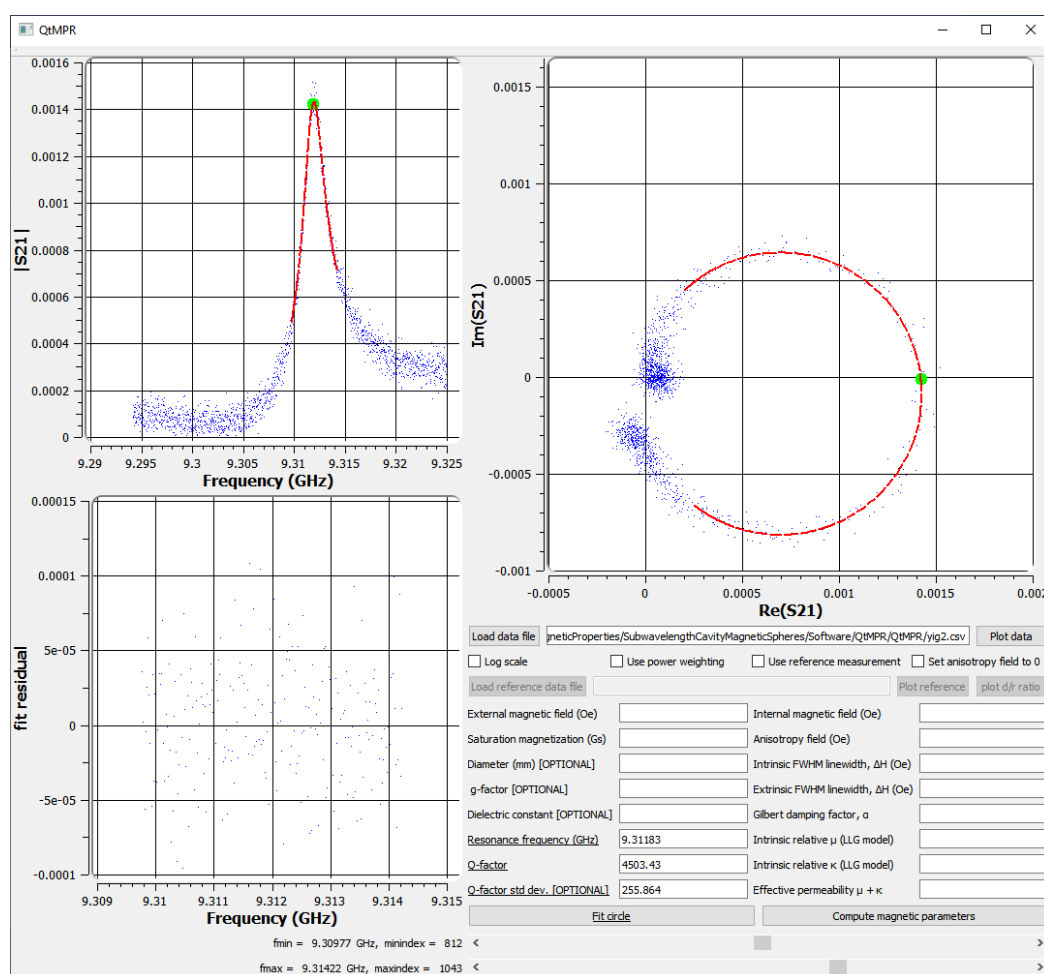 QtMPR
0.0016
0.0014
0.0012
0.001
0.0008
0.0006
0.0004
0.0002
0
|S21|
9.29 9.295 9.3 9.305 9.31 9.315 9.32 9.325
Frequency (GHz)
0.0015
0.001
0.0005
0
-0.0005
-0.001
Im(S21)
-0.0005 0 0.0005 0.001 0.0015 0.002
Re(S21)
0.00015
0.0001
5e-05
0
-5e-05
-0.0001
fit residual
9.309 9.31 9.311 9.312 9.313 9.314 9.315
Frequency (GHz)
Load data file gneticProperties/SubwavelengthCavityMagneticSpheres/Software/QtMPR/QtMPR/yig2.csv Plot data
Log scale Use power weighting Use reference measurement Set anisotropy field to 0
Load reference data file Plot reference plot d/r ratio
External magnetic field (Oe) Internal magnetic field (Oe)
Saturation magnetization (Gs) Anisotropy field (Oe)
Diameter (mm) [OPTIONAL] Intrinsic FWHM linewidth, ΔH (Oe)
g-factor [OPTIONAL] Extrinsic FWHM linewidth, ΔH (Oe)
Dielectric constant [OPTIONAL] Gilbert damping factor, α
Resonance frequency (GHz) 9.31183 Intrinsic relative μ (LLG model)
Q-factor 4503.43 Intrinsic relative κ (LLG model)
Q-factor std dev. [OPTIONAL] 255.864 Effective permeability μ + κ
Fit circle Compute magnetic parameters
fmin = 9.30977 GHz, minindex = 812
fmax = 9.31422 GHz, maxindex = 1043